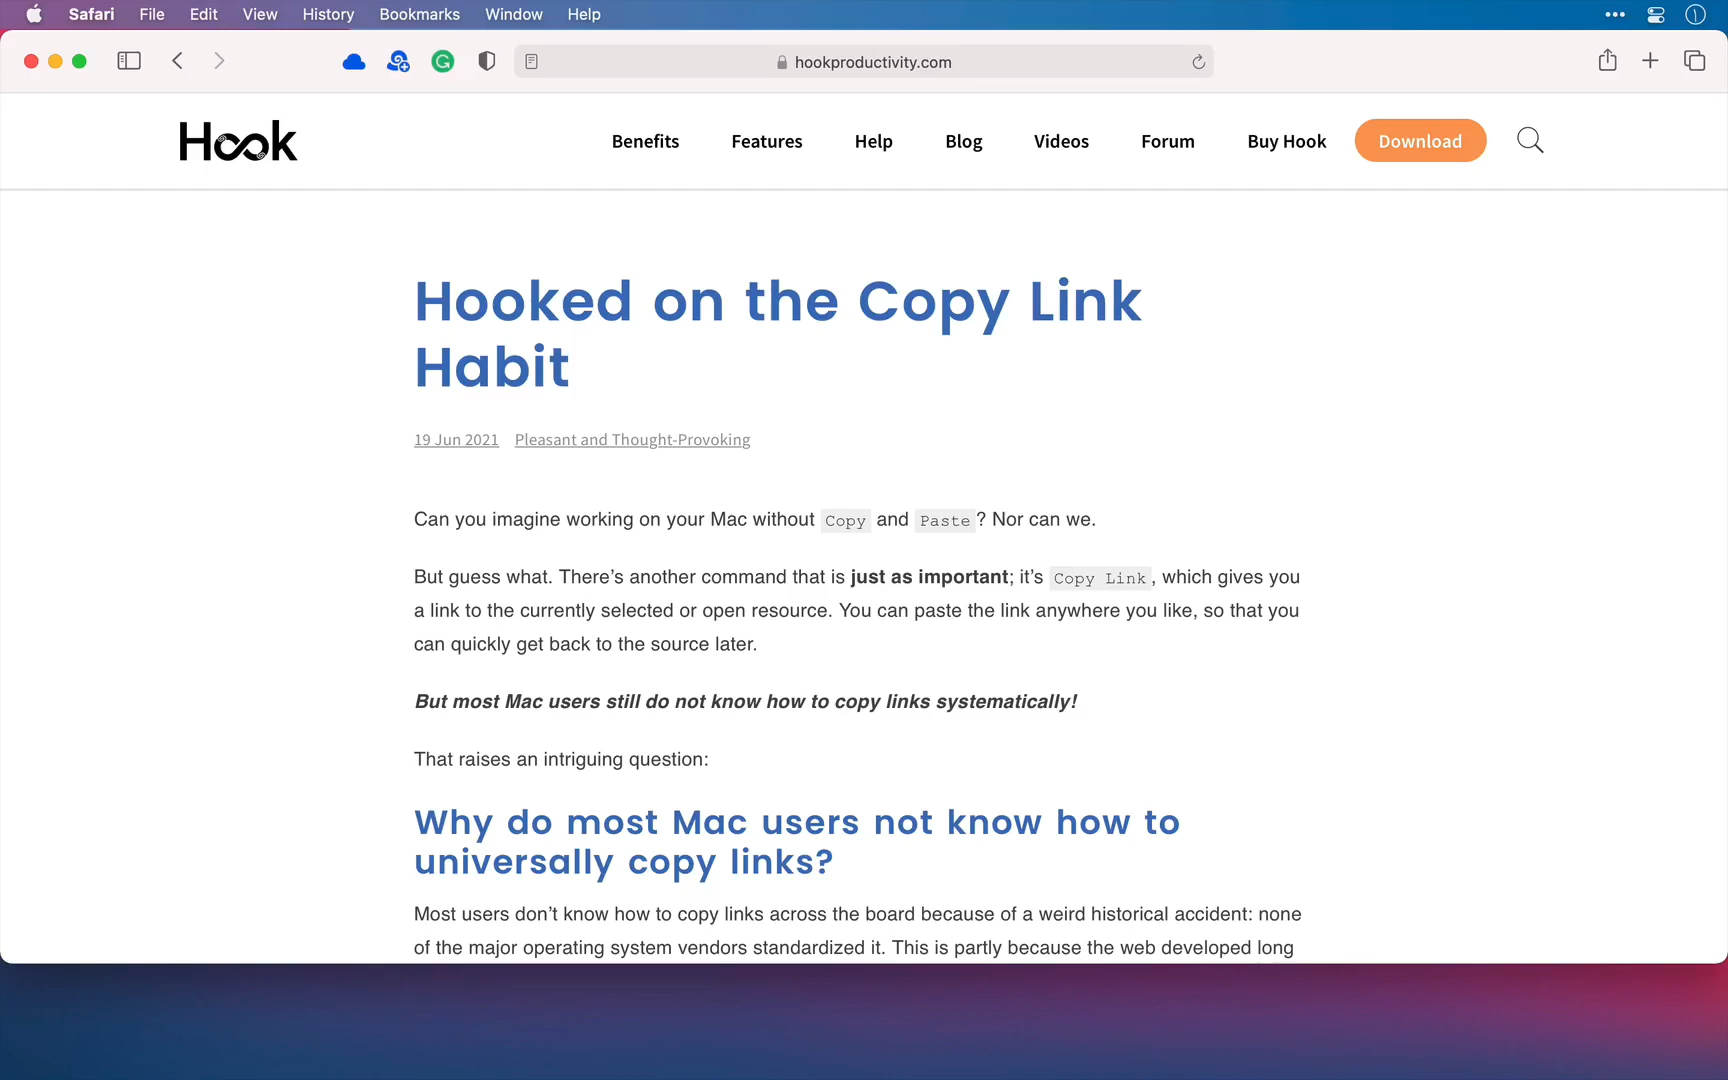 Safari File Edit View History Bookmarks Window Help
hookproductivity.com
Hook Benefits Features Help Blog Videos Forum Buy Hook Download
Hooked on the Copy Link
Habit
19 Jun 2021 Pleasant and Thought-Provoking
Can you imagine working on your Mac without Copy and Paste? Nor can we.
But guess what. There’s another command that is just as important; it’s Copy Link, which gives you
a link to the currently selected or open resource. You can paste the link anywhere you like, so that you
can quickly get back to the source later.
But most Mac users still do not know how to copy links systematically!
That raises an intriguing question:
Why do most Mac users not know how to
universally copy links?
Most users don’t know how to copy links across the board because of a weird historical accident: none
of the major operating system vendors standardized it. This is partly because the web developed long